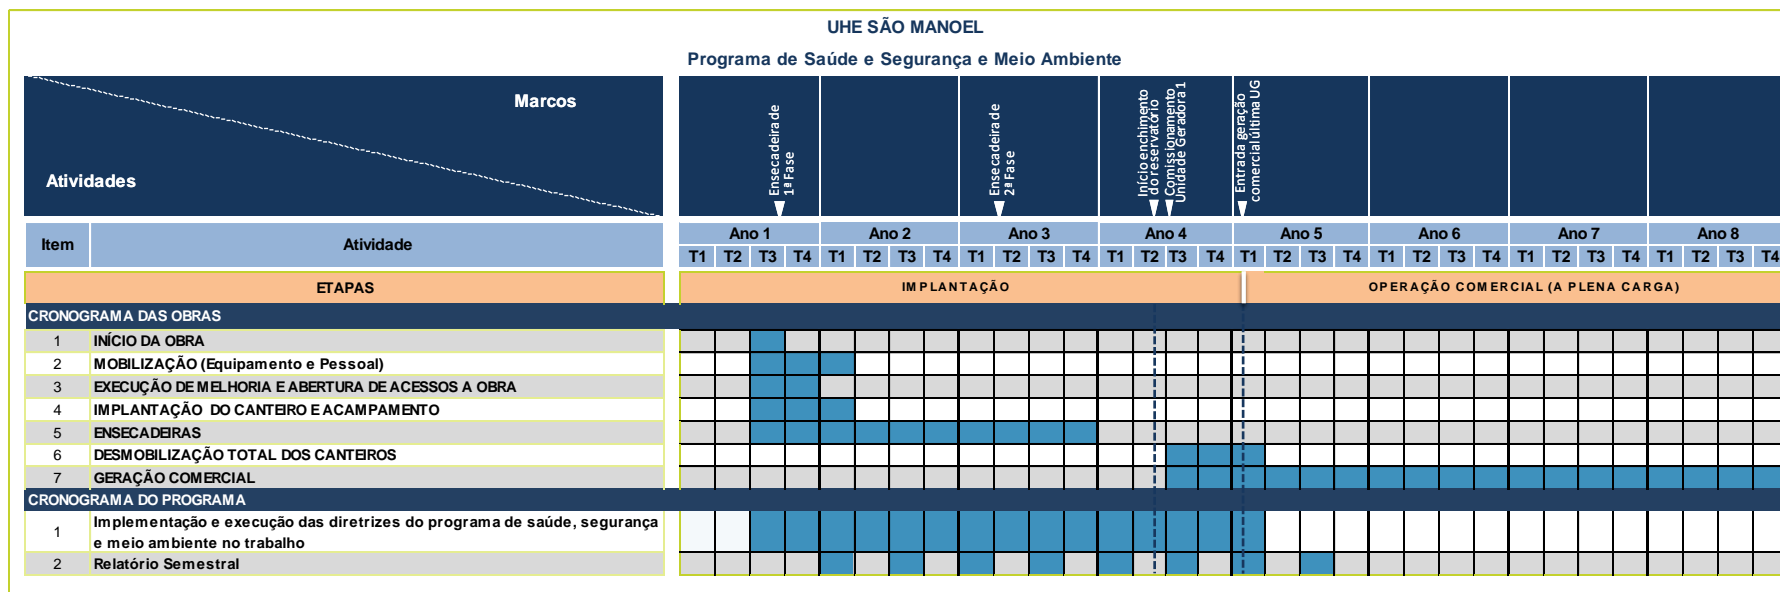 UHE SÃO MANOEL
Programa de Saúde e Segurança e Meio Ambiente
Marcos
Atividades
Ensecadeira de
1ª Fase
Ensecadeira de
2ª Fase
Início enchimento
do reservatório
Comissionamento
Unidade Geradora 1
Entrada geração
comercial última UG
Item Atividade Ano 1 Ano 2 Ano 3 Ano 4 Ano 5 Ano 6 Ano 7 Ano 8
T1 T2 T3 T4 T1 T2 T3 T4 T1 T2 T3 T4 T1 T2 T3 T4 T1 T2 T3 T4 T1 T2 T3 T4 T1 T2 T3 T4 T1 T2 T3 T4
ETAPAS IMPLANTAÇÃO OPERAÇÃO COMERCIAL (A PLENA CARGA)
CRONOGRAMA DAS OBRAS
1 INÍCIO DA OBRA
2 MOBILIZAÇÃO (Equipamento e Pessoal)
3 EXECUÇÃO DE MELHORIA E ABERTURA DE ACESSOS A OBRA
4 IMPLANTAÇÃO DO CANTEIRO E ACAMPAMENTO
5 ENSECADEIRAS
6 DESMOBILIZAÇÃO TOTAL DOS CANTEIROS
7 GERAÇÃO COMERCIAL
CRONOGRAMA DO PROGRAMA
1 Implementação e execução das diretrizes do programa de saúde, segurança
e meio ambiente no trabalho
2 Relatório Semestral